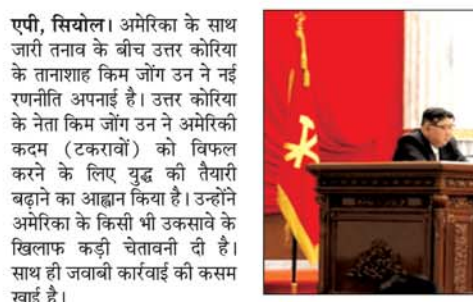 एपी, सियोल। अमेरिका के साथ
जारी तनाव के बीच उत्तर कोरिया
के तानाशाह किम जोंग उन ने नई
रणनीति अपनाई है। उत्तर कोरिया
के नेता किम जोंग उन ने अमेरिकी
कदम (टकरावों) को विफल
करने के लिए युद्ध की तैयारी
बढ़ाने का आह्वान किया है। उन्होंने
अमेरिका के किसी भी उकसावे के
खिलाफ कड़ी चेतावनी दी है।
साथ ही जवाबी कार्रवाई की कसम
खाई है।